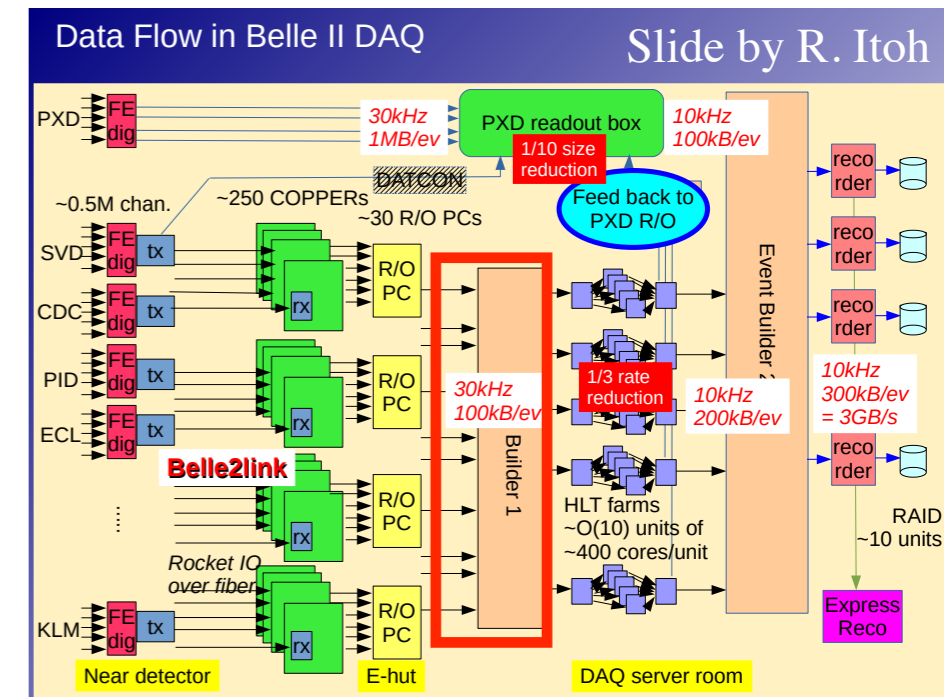 Data Flow in Belle II DAQ
Slide by R. Itoh
PXD
FE
dig
30kHz
1MB/ev
PXD readout box
10kHz
100kB/ev
1/10 size
reduction
DATCON
Feed back to
PXD R/O
~0.5M chan.
~250 COPPERs
~30 R/O PCs
SVD
FE
dig
tx
rx
R/O
PC
CDC
FE
dig
tx
PID
FE
dig
tx
rx
R/O
PC
ECL
FE
dig
tx
Belle2link
......
rx
R/O
PC
Rocket IO
over fiber
KLM
FE
dig
tx
rx
R/O
PC
30kHz
100kB/ev
Builder 1
1/3 rate
reduction
HLT farms
~O(10) units of
~400 cores/unit
10kHz
200kB/ev
Event Builder 2
reco
rder
reco
rder
reco
rder
10kHz
300kB/ev
= 3GB/s
reco
rder
RAID
~10 units
Express
Reco
Near detector
E-hut
DAQ server room